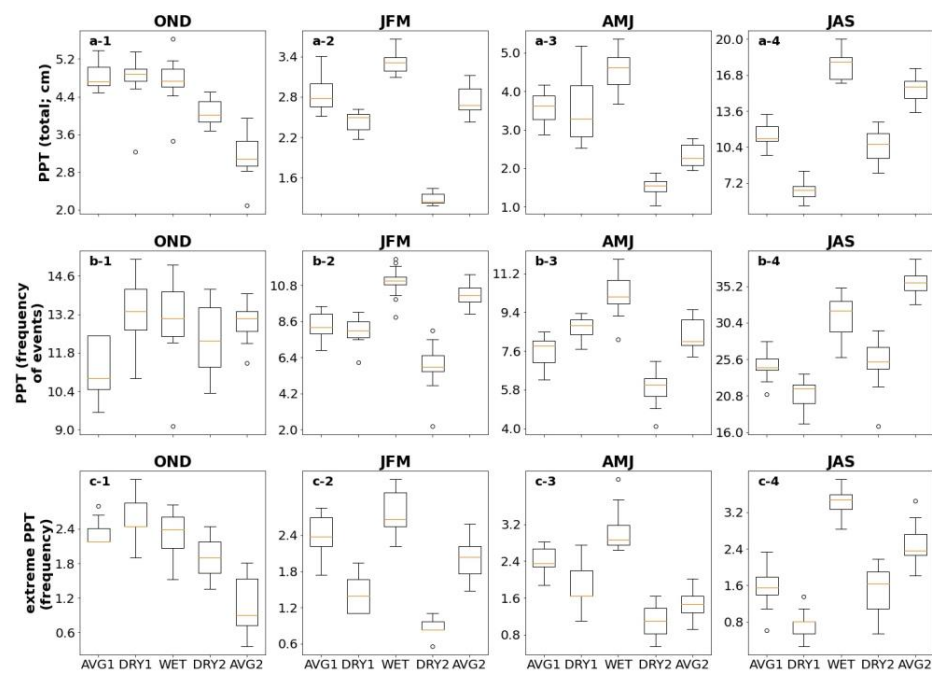 OND JFM AMJ JAS
a-1 a-2 a-3 a-4
PPT (total; cm)
5.2 4.4 3.6 2.8 2.0
3.4 2.8 2.2 1.6
5.0 4.0 3.0 2.0 1.0
20.0 16.8 13.6 10.4 7.2
OND JFM AMJ JAS
b-1 b-2 b-3 b-4
PPT (frequency
of events)
14.6 13.2 11.8 10.4 9.0
10.8 8.6 6.4 4.2 2.0
11.2 9.4 7.6 5.8 4.0
35.2 30.4 25.6 20.8 16.0
OND JFM AMJ JAS
c-1 c-2 c-3 c-4
extreme PPT
(frequency)
2.4 1.8 1.2 0.6
2.4 1.8 1.2 0.6
3.2 2.4 1.6 0.8
3.2 2.4 1.6 0.8
AVG1 DRY1 WET DRY2 AVG2 AVG1 DRY1 WET DRY2 AVG2 AVG1 DRY1 WET DRY2 AVG2 AVG1 DRY1 WET DRY2 AVG2